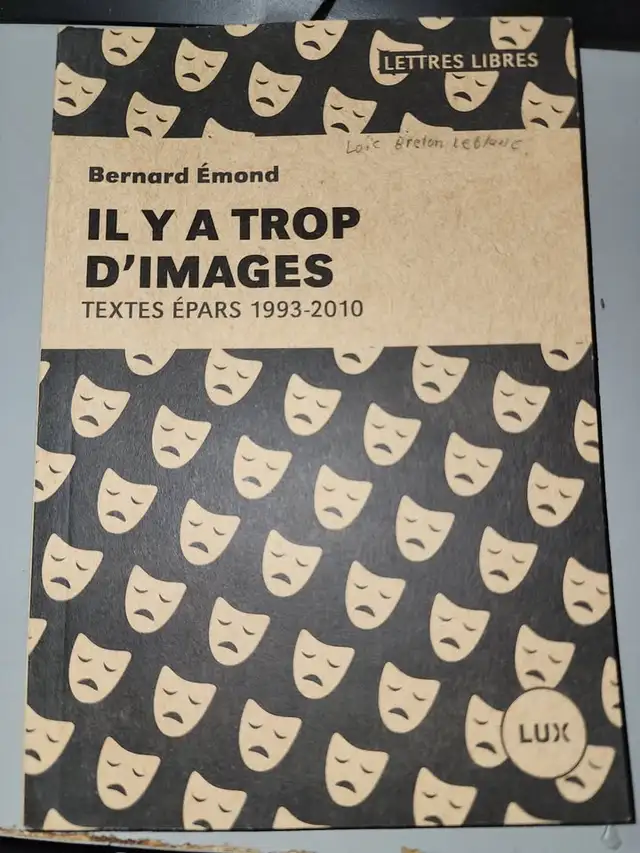 LETTRES LIBRES
Loïc Breton Leblanc
Bernard Émond
IL Y A TROP
D'IMAGES
TEXTES ÉPARS 1993-2010
LUX